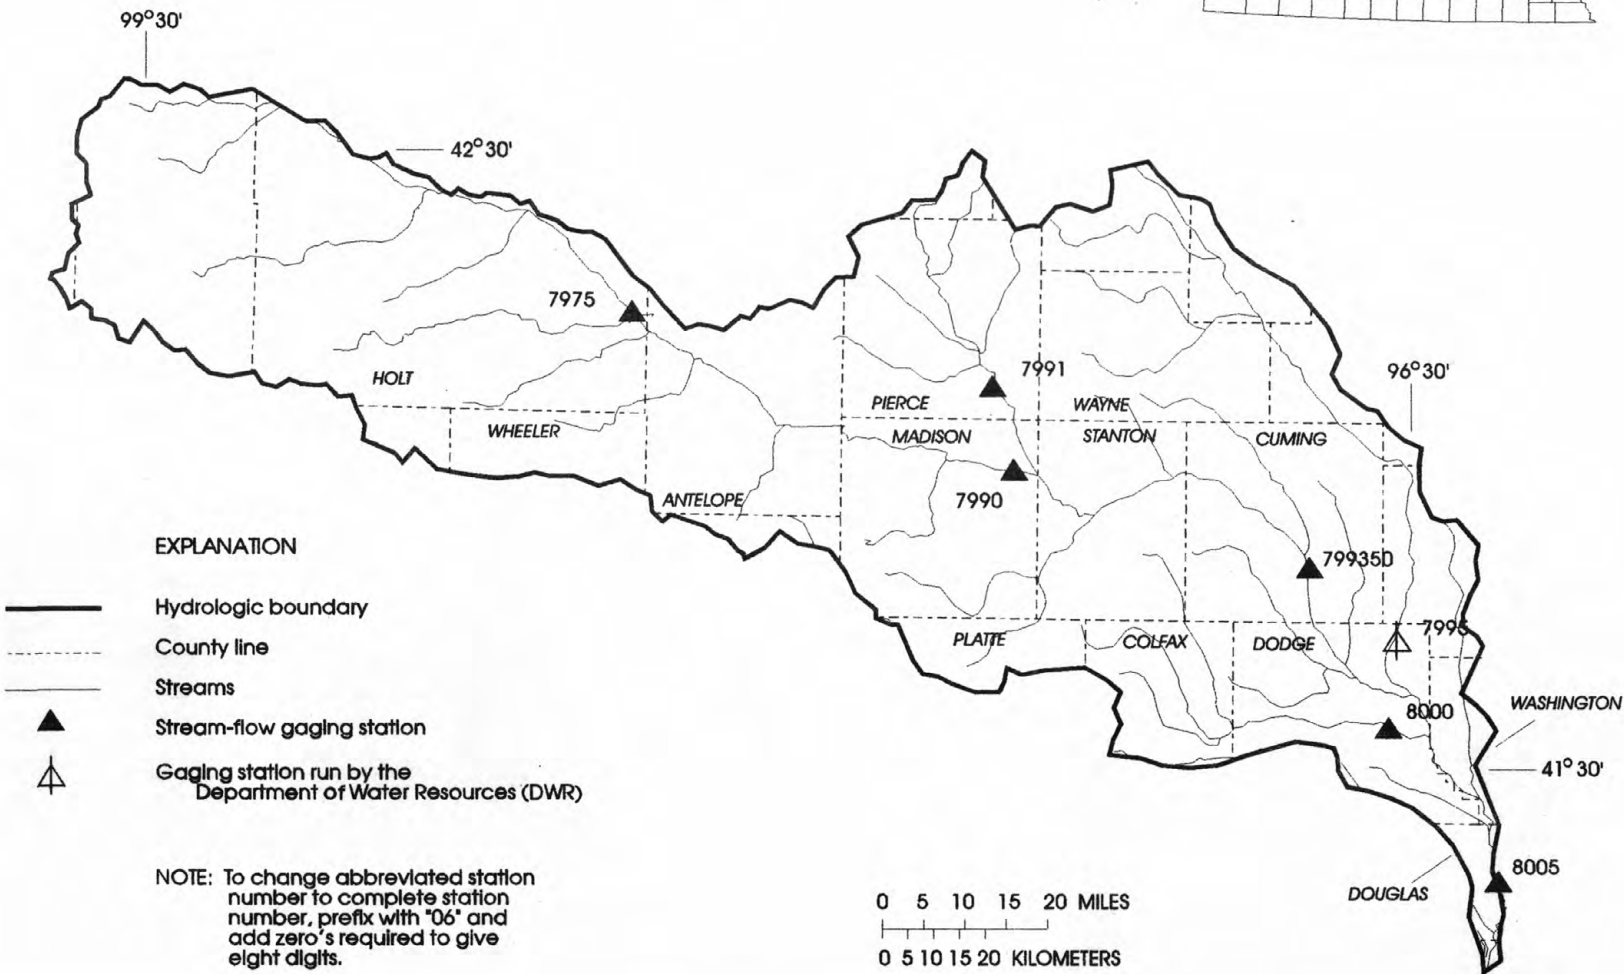 99°30'
42°30'
7975
7991
96°30'
HOLT
PIERCE
WAYNE
WHEELER
MADISON
STANTON
CUMING
ANTELOPE
7990
799350
EXPLANATION
Hydrologic boundary
County line
Streams
Stream-flow gaging station
Gaging station run by the
Department of Water Resources (DWR)
PLATTE
COLFAX
DODGE
7995
8000
WASHINGTON
41°30'
8005
DOUGLAS
NOTE: To change abbreviated station
number to complete station
number, prefix with "06" and
add zero's required to give
eight digits.
0 5 10 15 20 MILES
0 5 10 15 20 KILOMETERS